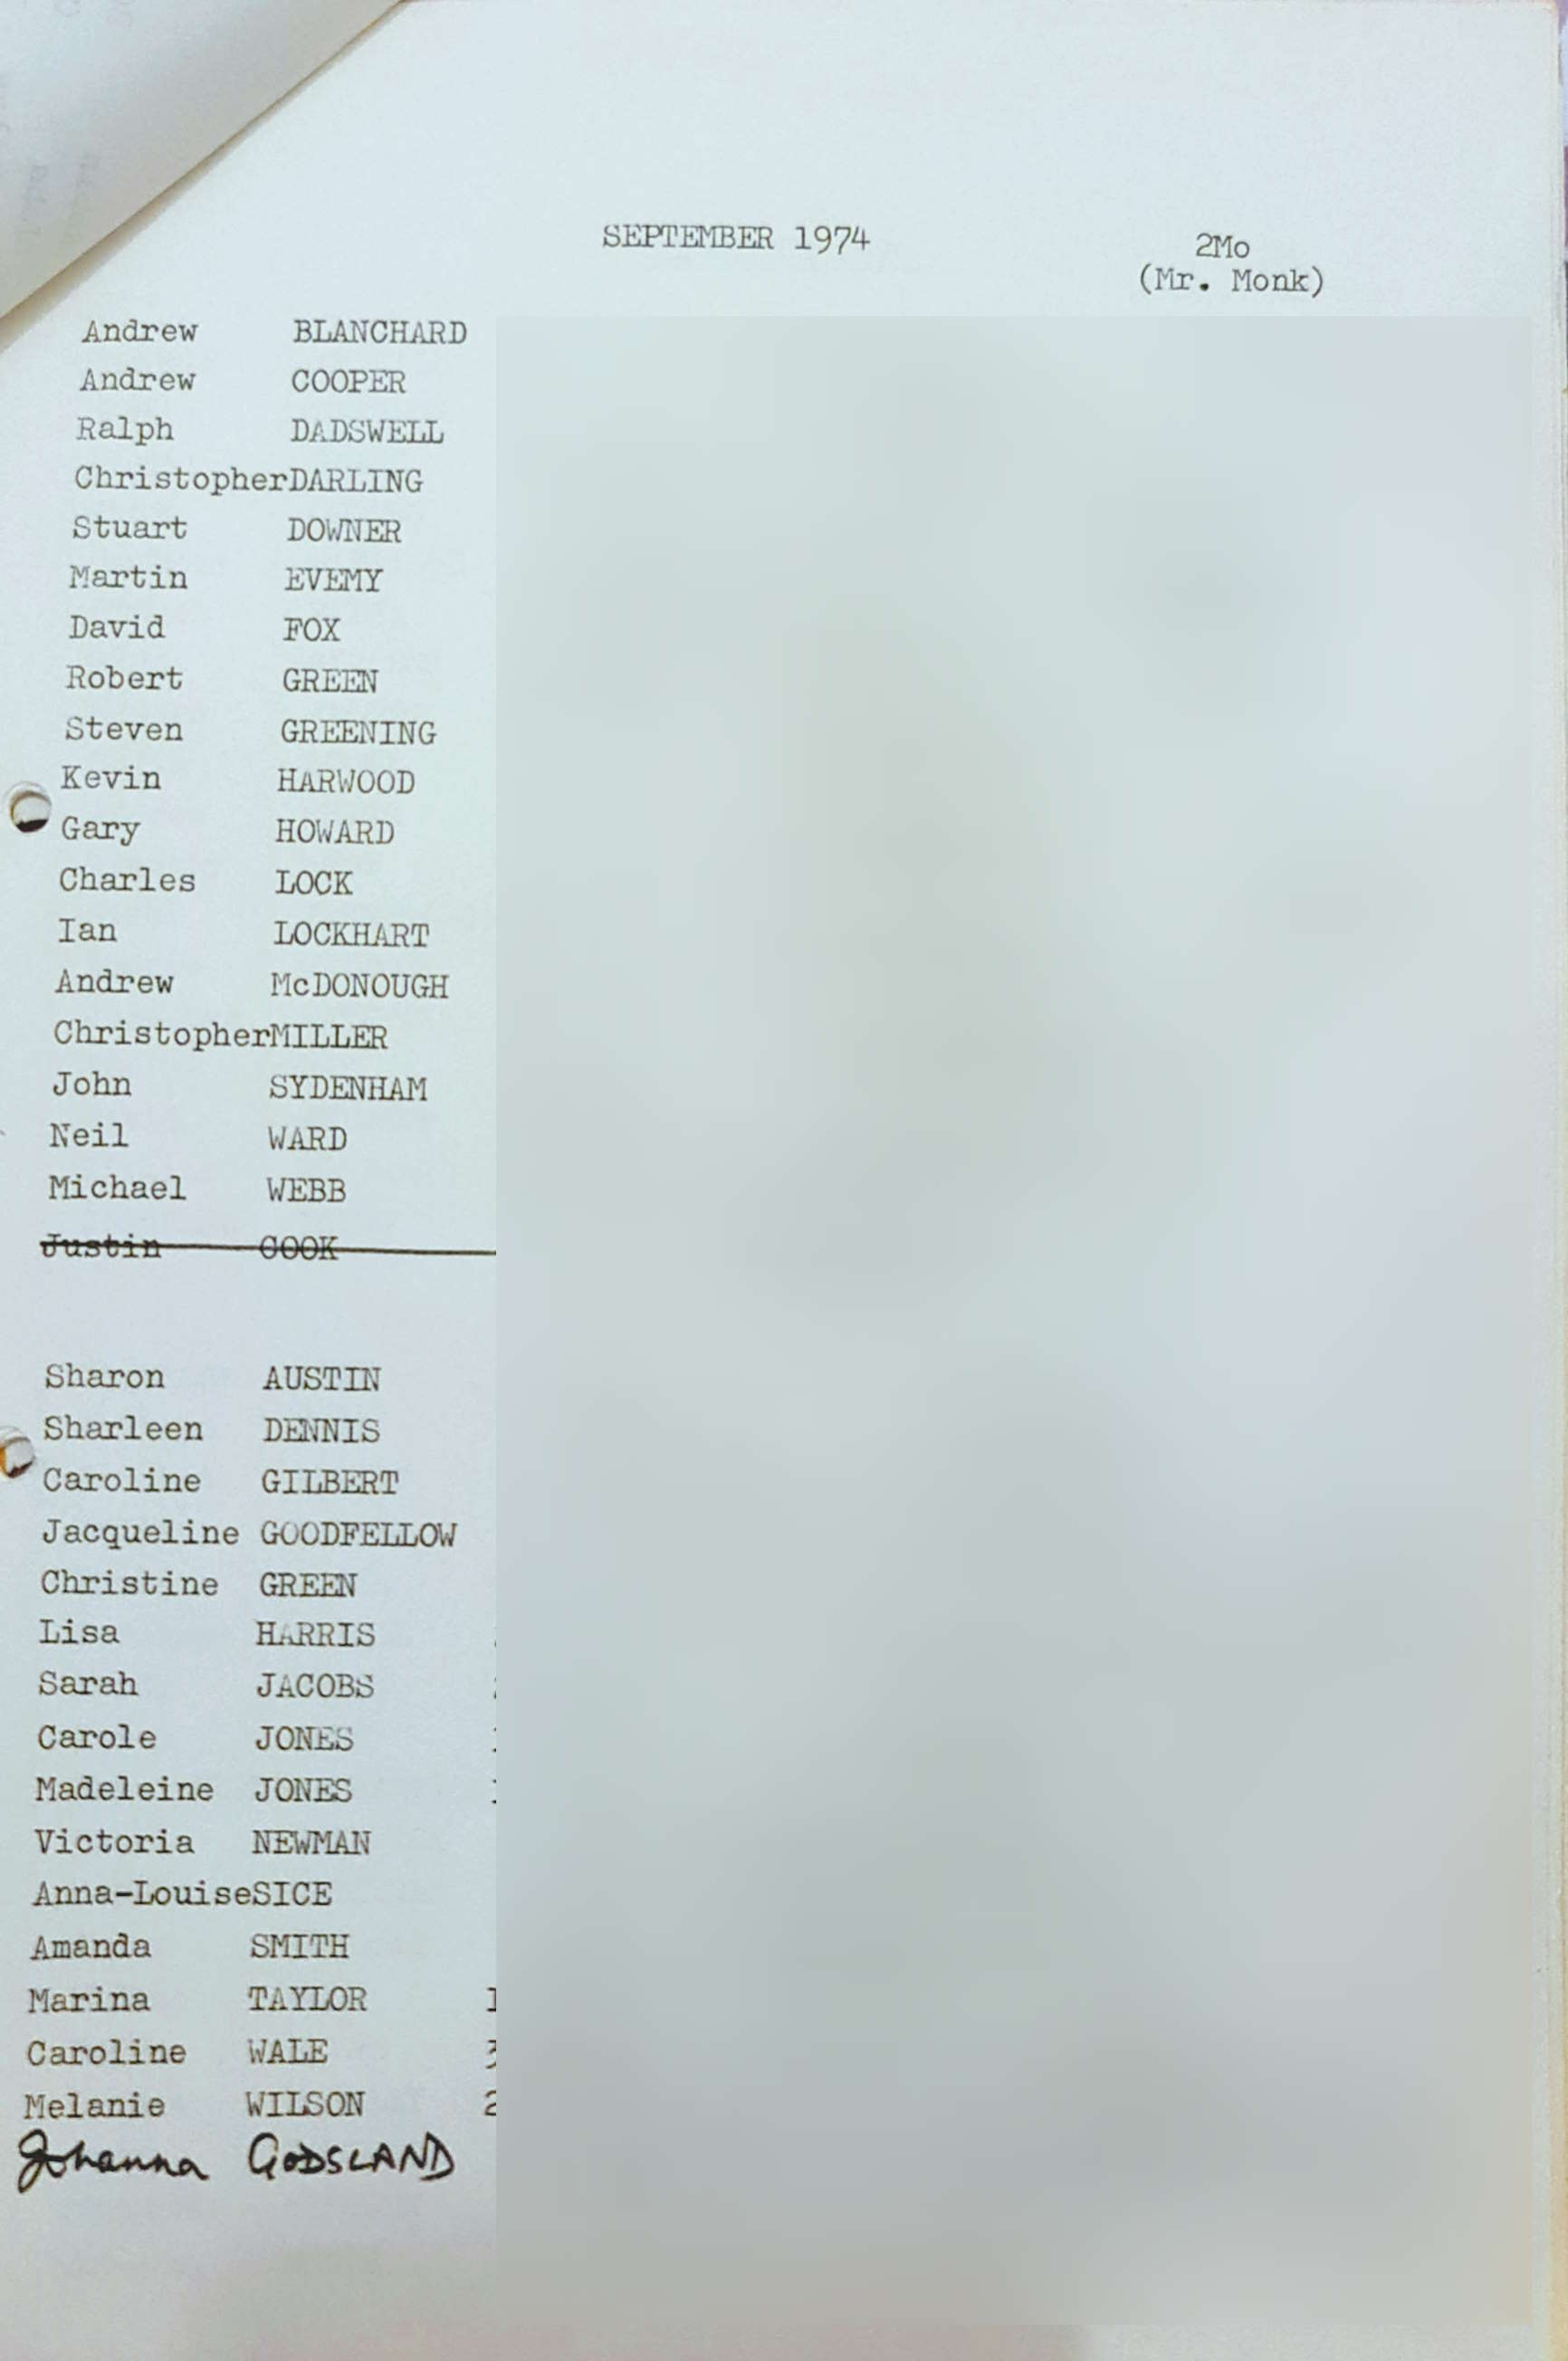 SEPTEMBER 1974
2Mo
(Mr. Monk)
Andrew BLANCHARD
Andrew COOPER
Ralph DADSWELL
ChristopherDARLING
Stuart DOWNER
Martin EVEMY
David FOX
Robert GREEN
Steven GREENING
Kevin HARWOOD
Gary HOWARD
Charles LOCK
Ian LOCKHART
Andrew McDONOUGH
ChristopherMILLER
John SYDENHAM
Neil WARD
Michael WEBB
Justin COOK
Sharon AUSTIN
Sharleen DENNIS
Caroline GILBERT
Jacqueline GOODFELLOW
Christine GREEN
Lisa HARRIS
Sarah JACOBS
Carole JONES
Madeleine JONES
Victoria NEWMAN
Anna-LouiseSICE
Amanda SMITH
Marina TAYLOR
Caroline WALE
Melanie WILSON
Johanna GODSLAND